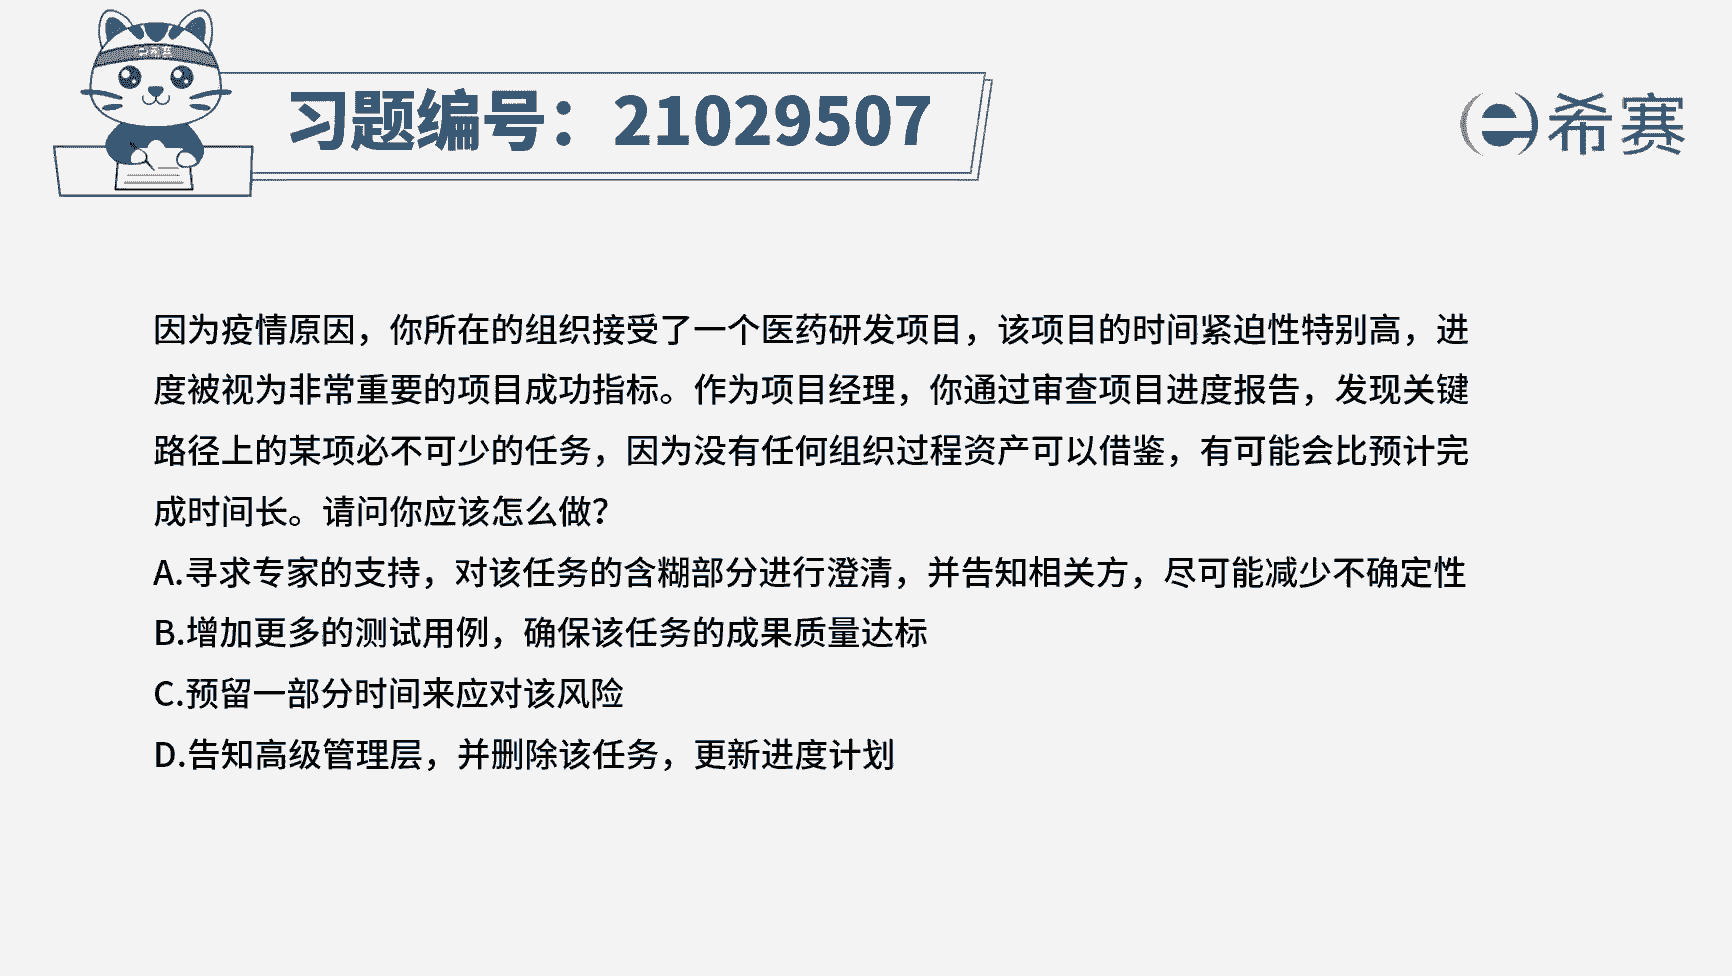 习题编号：21029507
希赛
因为疫情原因，你所在的组织接受了一个医药研发项目，该项目的时间紧迫性特别高，进
度被视为非常重要的项目成功指标。作为项目经理，你通过审查项目进度报告，发现关键
路径上的某项必不可少的任务，因为没有任何组织过程资产可以借鉴，有可能会比预计完
成时间长。请问你应该怎么做？
A.寻求专家的支持，对该任务的含糊部分进行澄清，并告知相关方，尽可能减少不确定性
B.增加更多的测试用例，确保该任务的成果质量达标
C.预留一部分时间来应对该风险
D.告知高级管理层，并删除该任务，更新进度计划